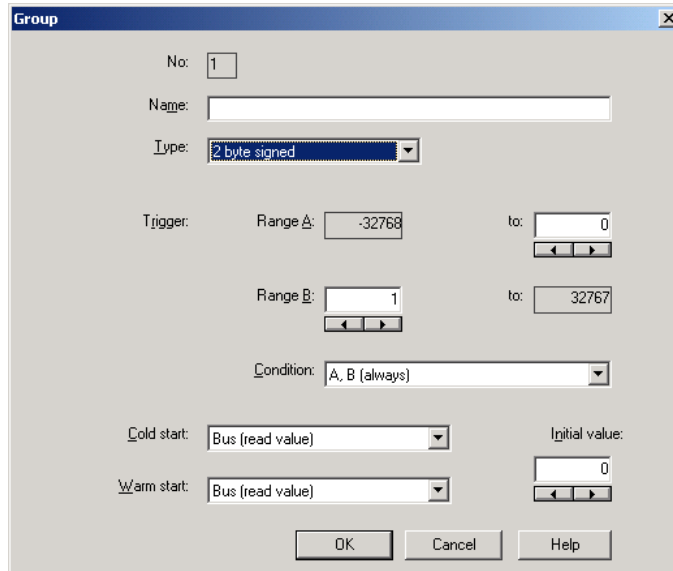 Group
No: 1
Name:
Type: 2 byte signed
Trigger: Range A: -32768 to: 0
Range B: 1 to: 32767
Condition: A, B (always)
Cold start: Bus (read value) Initial value:
0
Warm start: Bus (read value)
OK Cancel Help